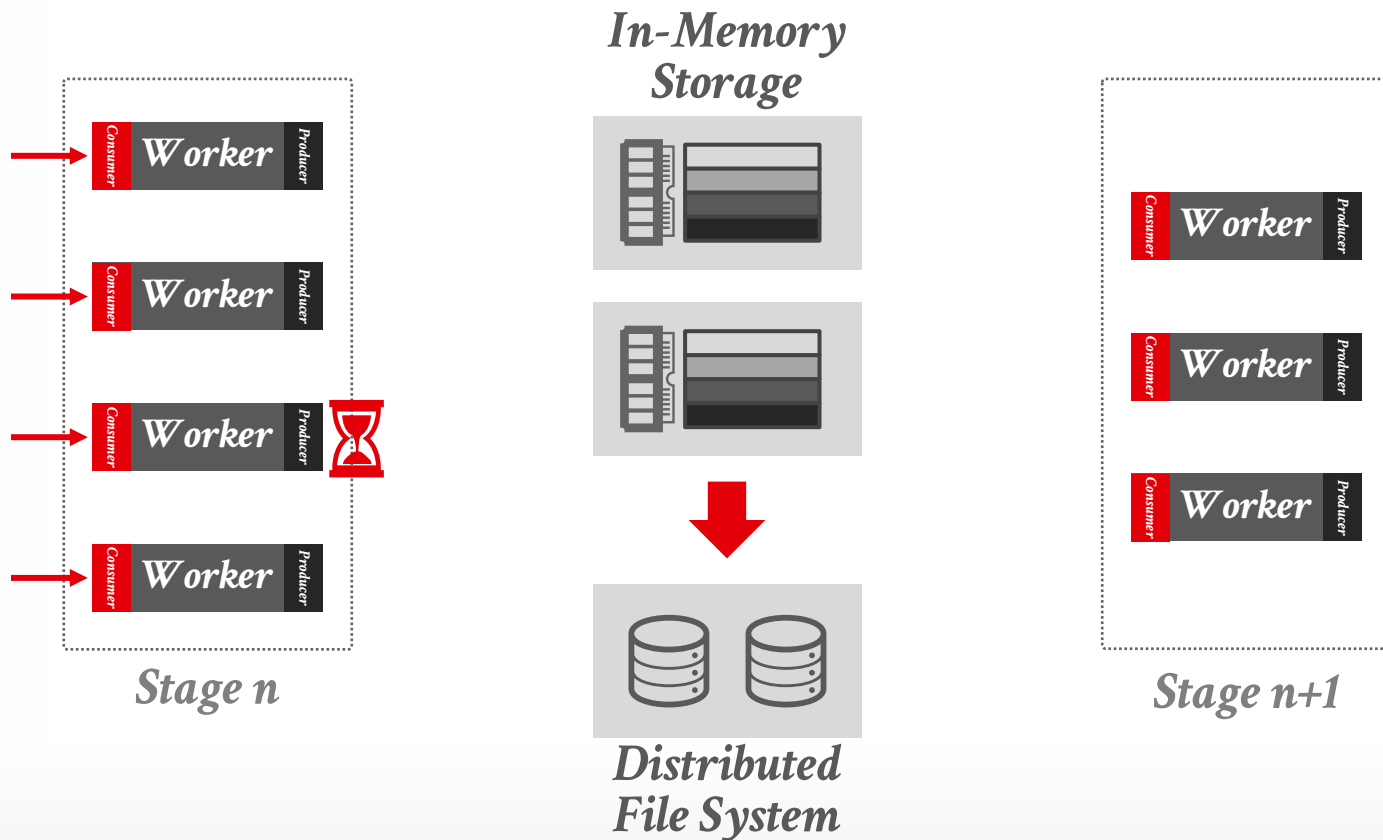 In-Memory
Storage
Consumer
Worker
Producer
Consumer
Worker
Producer
Consumer
Worker
Producer
Consumer
Worker
Producer
Stage n
Distributed
File System
Consumer
Worker
Producer
Consumer
Worker
Producer
Consumer
Worker
Producer
Stage n+1